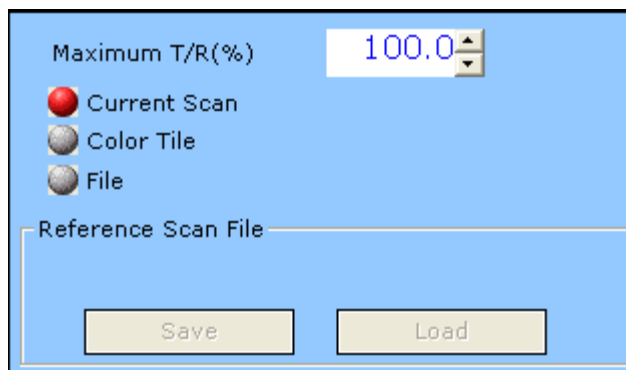 Maximum T/R(%) 100.0
Current Scan
Color Tile
File
Reference Scan File
Save Load